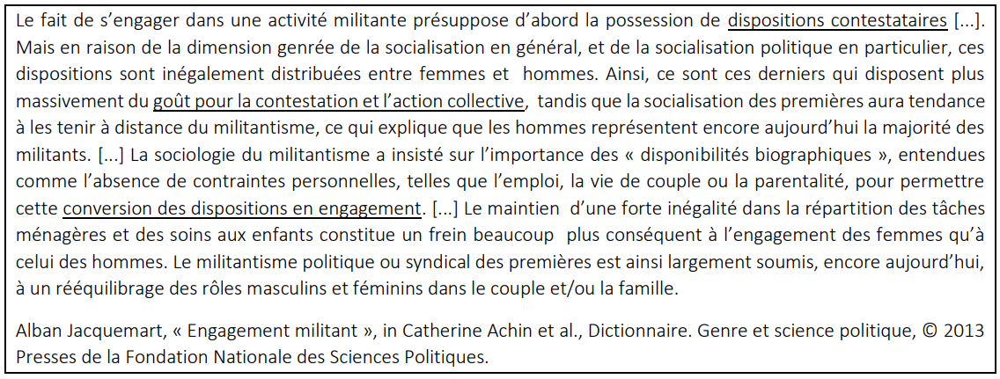 Le fait de s’engager dans une activité militante présuppose d’abord la possession de dispositions contestataires [...].
Mais en raison de la dimension genrée de la socialisation en général, et de la socialisation politique en particulier, ces
dispositions sont inégalement distribuées entre femmes et hommes. Ainsi, ce sont ces derniers qui disposent plus
massivement du goût pour la contestation et l’action collective, tandis que la socialisation des premières aura tendance
à les tenir à distance du militantisme, ce qui explique que les hommes représentent encore aujourd’hui la majorité des
militants. [...] La sociologie du militantisme a insisté sur l’importance des « disponibilités biographiques », entendues
comme l’absence de contraintes personnelles, telles que l’emploi, la vie de couple ou la parentalité, pour permettre
cette conversion des dispositions en engagement. [...] Le maintien d’une forte inégalité dans la répartition des tâches
ménagères et des soins aux enfants constitue un frein beaucoup plus conséquent à l’engagement des femmes qu’à
celui des hommes. Le militantisme politique ou syndical des premières est ainsi largement soumis, encore aujourd’hui,
à un rééquilibrage des rôles masculins et féminins dans le couple et/ou la famille.
Alban Jacquemart, « Engagement militant », in Catherine Achin et al., Dictionnaire. Genre et science politique, © 2013
Presses de la Fondation Nationale des Sciences Politiques.